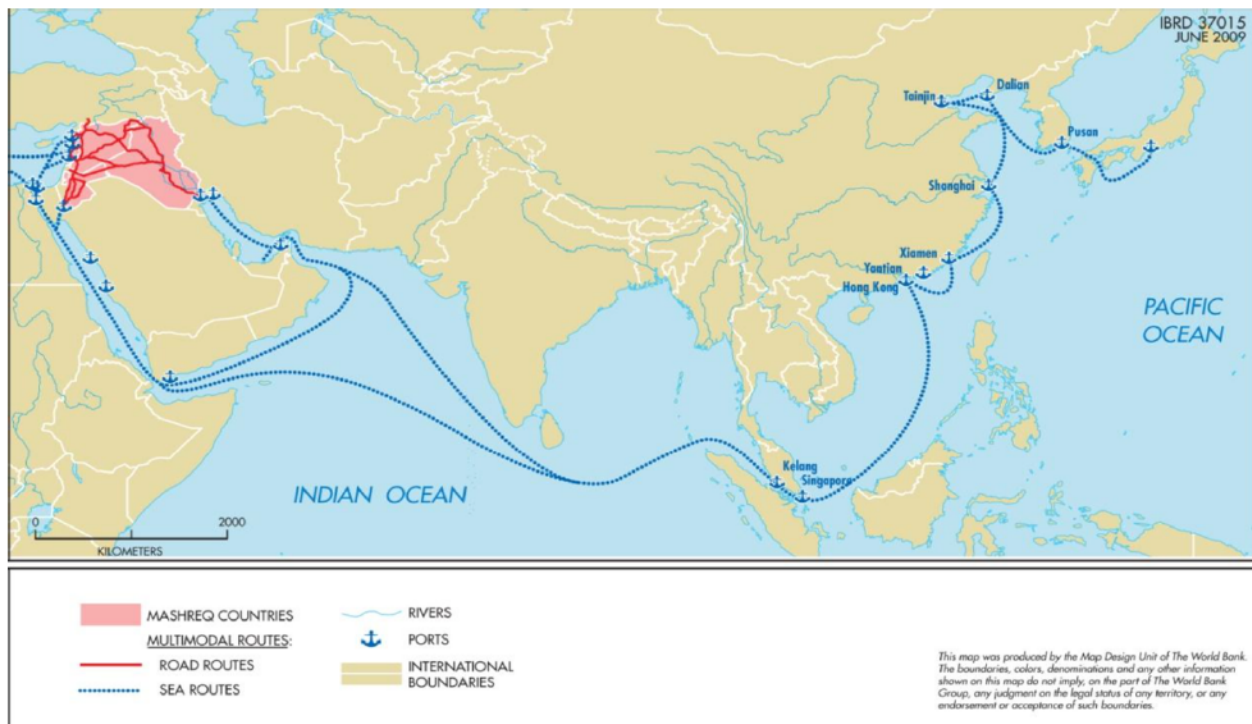 IBRD 37015
JUNE 2009
Dalian
Tainjin
Pusan
Shanghai
Xiamen
Yantian
Hong Kong
PACIFIC
OCEAN
Kelang
Singapore
INDIAN OCEAN
0 2000
KILOMETERS
MASHREQ COUNTRIES
MULTIMODAL ROUTES:
ROAD ROUTES
SEA ROUTES
RIVERS
PORTS
INTERNATIONAL
BOUNDARIES
This map was produced by the Map Design Unit of The World Bank.
The boundaries, colors, denominations and any other information
shown on this map do not imply, on the part of The World Bank
Group, any judgment on the legal status of any territory, or any
endorsement or acceptance of such boundaries.